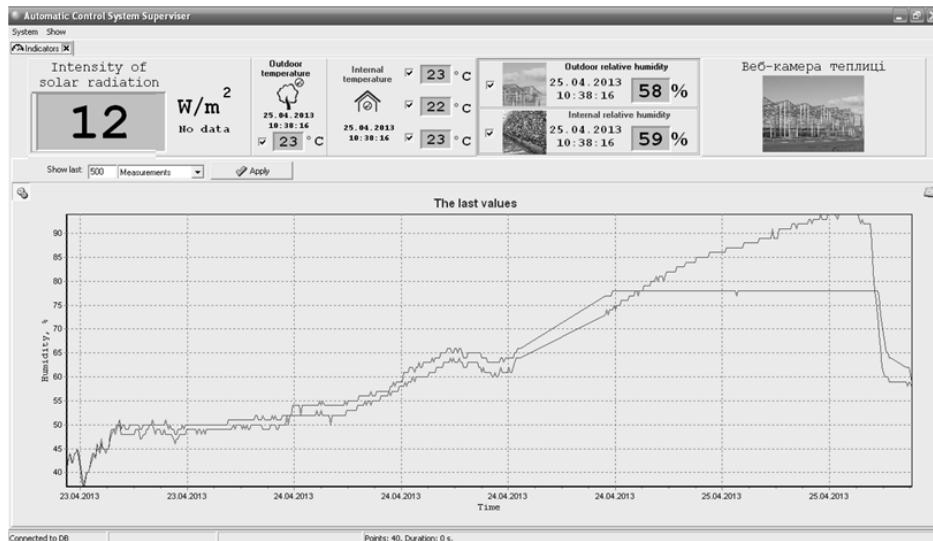 Automatic Control System Superviser
System Show
Indicators
Intensity of
solar radiation
12
W/m²
No data
Outdoor
temperature
25.04.2013
10:38:16
23 °C
Internal
temperature
25.04.2013
10:38:16
23 °C
22 °C
23 °C
Outdoor relative humidity
25.04.2013
10:38:16
58 %
Internal relative humidity
25.04.2013
10:38:16
59 %
Веб-камера теплиці
Show last: 500 Measurements Apply
The last values
Humidity, %
90
85
80
75
70
65
60
55
50
45
40
23.04.2013 23.04.2013 24.04.2013 24.04.2013 24.04.2013 24.04.2013 25.04.2013 25.04.2013
Time
Connected to DB Points: 40, Duration: 0 s.